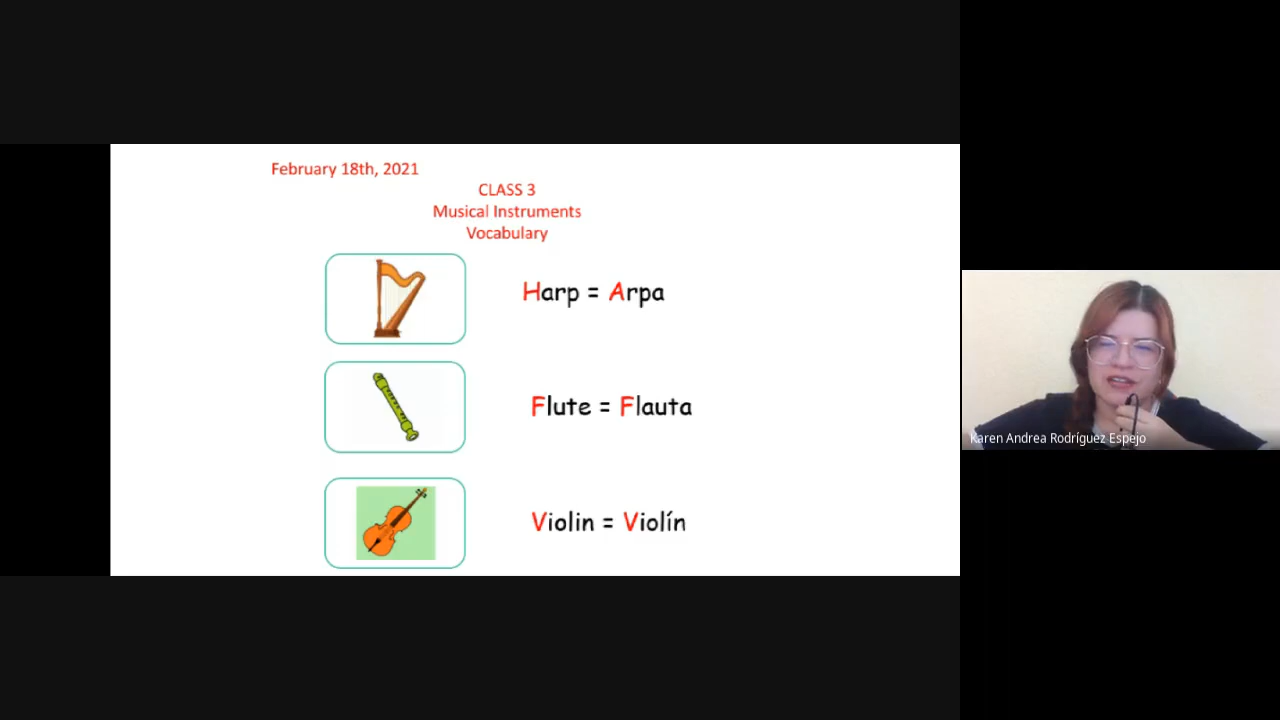 February 18th, 2021
CLASS 3
Musical Instruments
Vocabulary
Harp = Arpa
Flute = Flauta
Violin = Violín
Karen Andrea Rodríguez Espejo